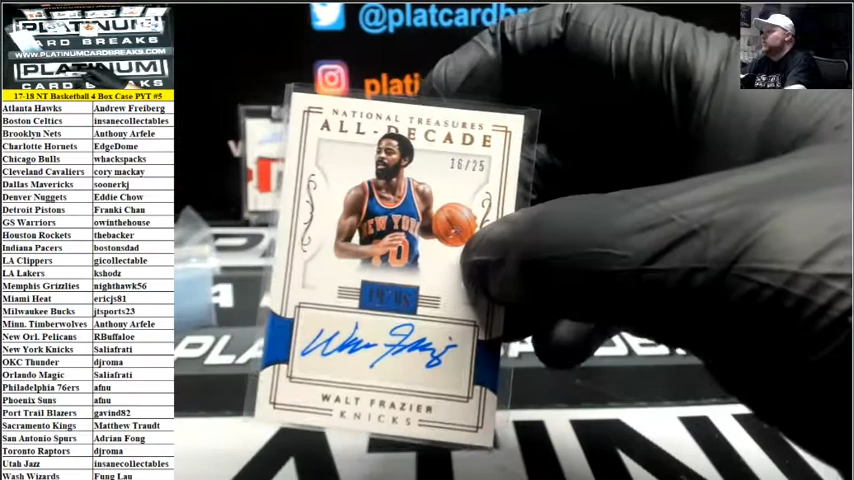 PLATINUM
CARD BREAKS
WWW.PLATINUMCARDBREAKS.COM
PLATINUM
CARD BREAKS
17-18 NT Basketball 4 Box Case PYT #5
Atlanta Hawks Andrew Freiberg
Boston Celtics insanecollectables
Brooklyn Nets Anthony Arfele
Charlotte Hornets EdgeDome
Chicago Bulls whackspacks
Cleveland Cavaliers cory mackay
Dallas Mavericks soonerkj
Denver Nuggets Eddie Chow
Detroit Pistons Franki Chan
GS Warriors owinthehouse
Houston Rockets thebacker
Indiana Pacers bostonsdad
LA Clippers gicollectable
LA Lakers kshodz
Memphis Grizzlies nighthawk56
Miami Heat ericjs81
Milwaukee Bucks jtsports23
Minn. Timberwolves Anthony Arfele
New Orl. Pelicans RBuffaloe
New York Knicks Saliafrati
OKC Thunder djroma
Orlando Magic Saliafrati
Philadelphia 76ers afnu
Phoenix Suns afnu
Port Trail Blazers gavind82
Sacramento Kings Matthew Traudt
San Antonio Spurs Adrian Fong
Toronto Raptors djroma
Utah Jazz insanecollectables
Wash Wizards Fung Lau
@platcardbre
plati
NATIONAL TREASURES
ALL-DECADE
16/25
NEW YORK
10
Walt Frazier
WALT FRAZIER
KNICKS